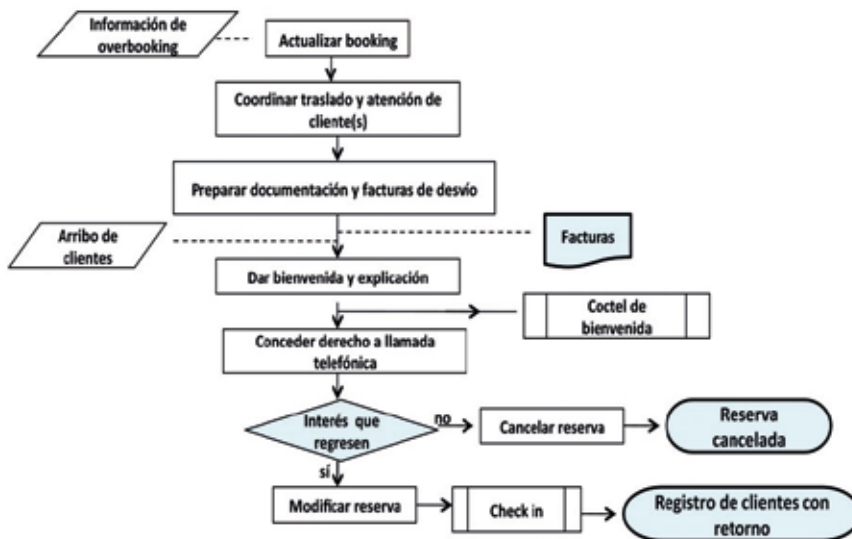 Información de
overbooking
Actualizar booking
Coordinar traslado y atención de
cliente(s)
Preparar documentación y facturas de desvío
Arribo de
clientes
Facturas
Dar bienvenida y explicación
Coctel de
bienvenida
Conceder derecho a llamada
telefónica
Interés que
regresen
no
Cancelar reserva
Reserva
cancelada
sí
Modificar reserva
Check in
Registro de clientes con
retorno